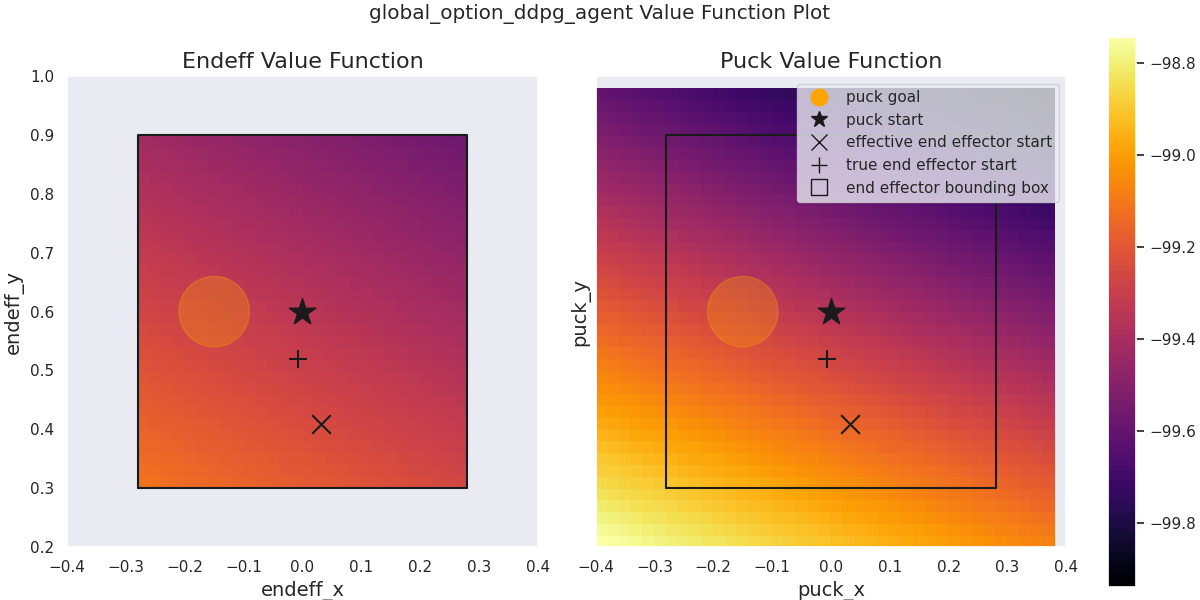 global_option_ddpg_agent Value Function Plot
Endeff Value Function
1.0
0.9
0.8
0.7
0.6
0.5
0.4
0.3
0.2
endeff_y
−0.4 −0.3 −0.2 −0.1 0.0 0.1 0.2 0.3 0.4
endeff_x
Puck Value Function
puck goal
puck start
effective end effector start
true end effector start
end effector bounding box
puck_y
−0.4 −0.3 −0.2 −0.1 0.0 0.1 0.2 0.3 0.4
puck_x
−98.8
−99.0
−99.2
−99.4
−99.6
−99.8